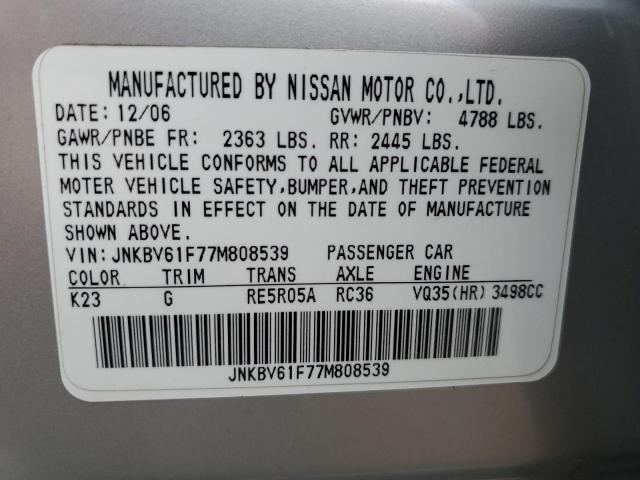 MANUFACTURED BY NISSAN MOTOR CO.,LTD.
DATE: 12/06 GVWR/PNBV: 4788 LBS.
GAWR/PNBE FR: 2363 LBS. RR: 2445 LBS.
THIS VEHICLE CONFORMS TO ALL APPLICABLE FEDERAL
MOTER VEHICLE SAFETY,BUMPER,AND THEFT PREVENTION
STANDARDS IN EFFECT ON THE DATE OF MANUFACTURE
SHOWN ABOVE.
VIN: JNKBV61F77M808539 PASSENGER CAR
COLOR TRIM TRANS AXLE ENGINE
K23 G RE5R05A RC36 VQ35(HR) 3498CC
JNKBV61F77M808539